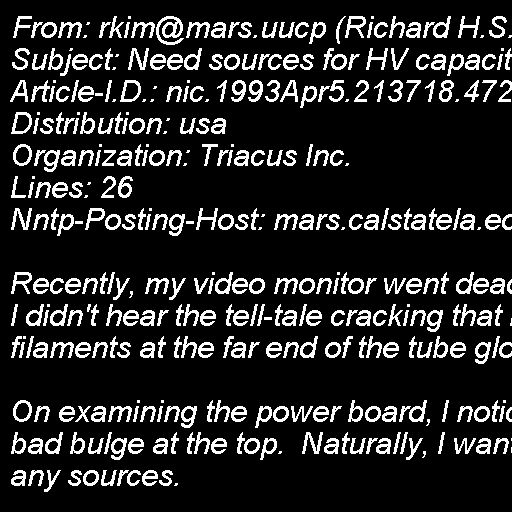 From: rkim@mars.uucp (Richard H.S.
Subject: Need sources for HV capacit
Article-I.D.: nic.1993Apr5.213718.472
Distribution: usa
Organization: Triacus Inc.
Lines: 26
Nntp-Posting-Host: mars.calstatela.ed
Recently, my video monitor went dead
I didn't hear the tell-tale cracking that
filaments at the far end of the tube glo
On examining the power board, I notic
bad bulge at the top.  Naturally, I want
any sources.